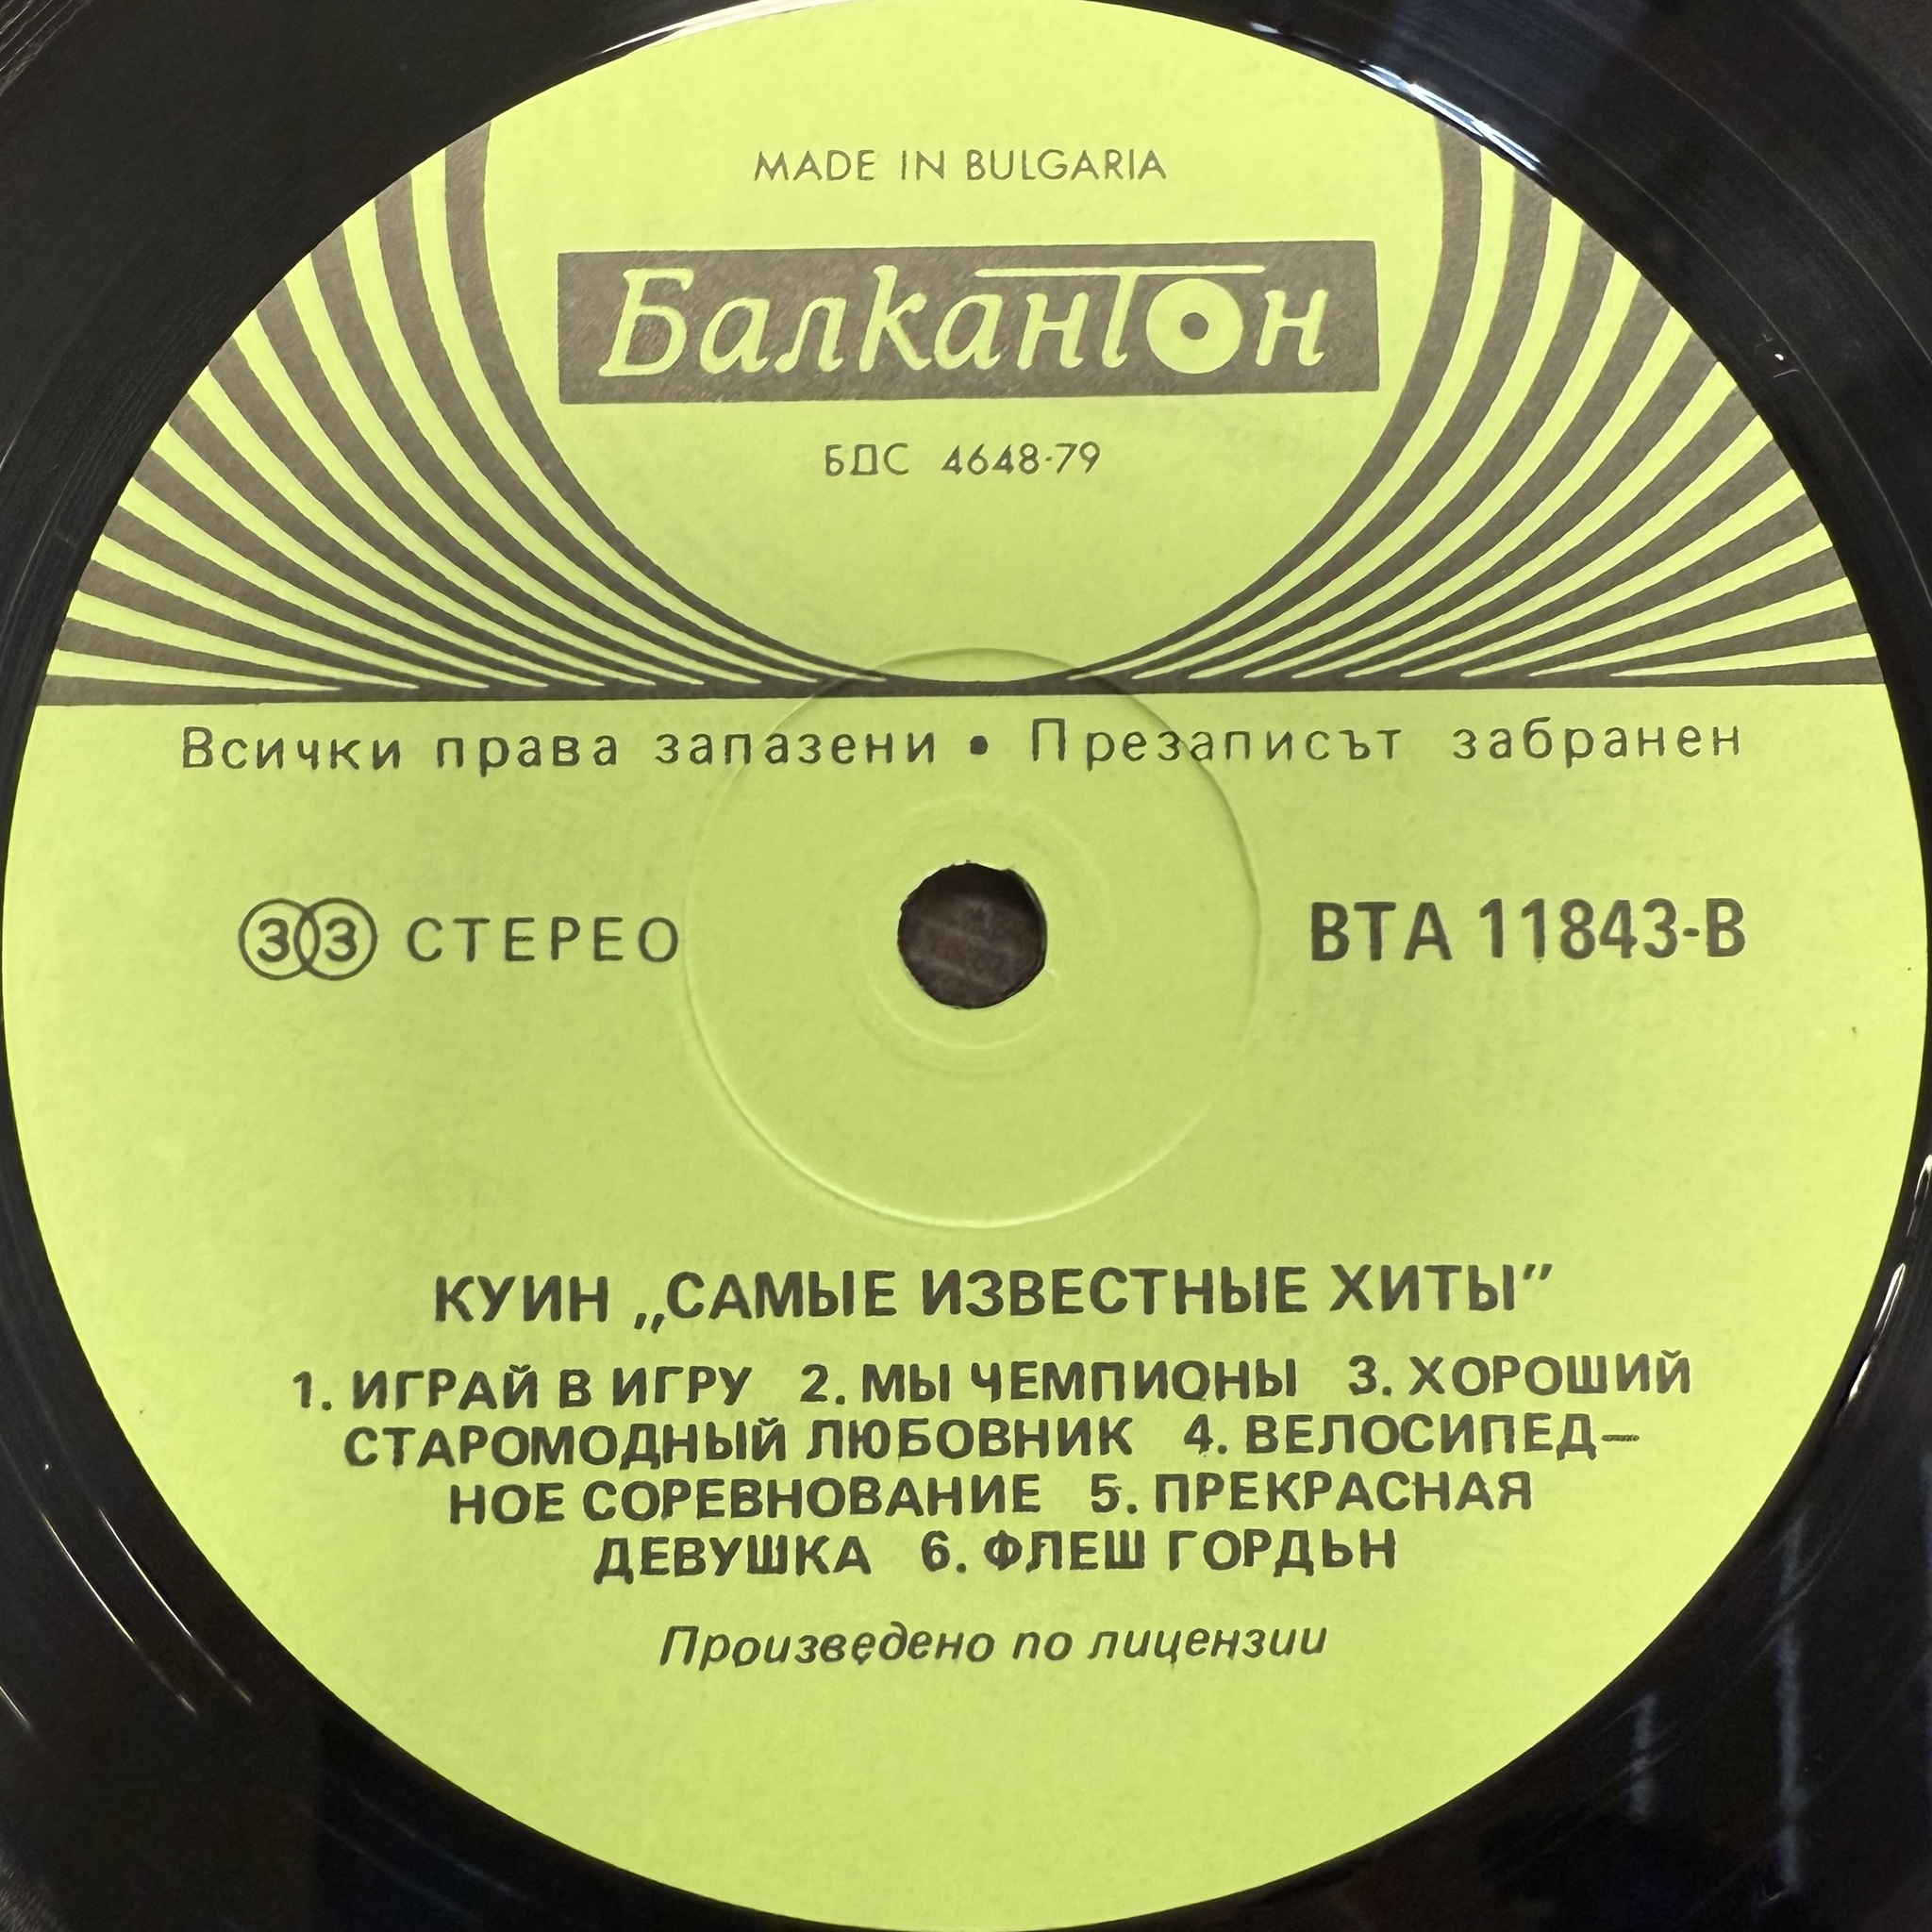 MADE IN BULGARIA
Балкантон
БДС 4648-79
Всички права запазени • Презаписът забранен
33 СТЕРЕО ВТА 11843-В
КУИН „САМЫЕ ИЗВЕСТНЫЕ ХИТЫ”
1. ИГРАЙ В ИГРУ 2. МЫ ЧЕМПИОНЫ 3. ХОРОШИЙ
СТАРОМОДНЫЙ ЛЮБОВНИК 4. ВЕЛОСИПЕД—
НОЕ СОРЕВНОВАНИЕ 5. ПРЕКРАСНАЯ
ДЕВУШКА 6. ФЛЕШ ГОРДЬН
Произведено по лицензии